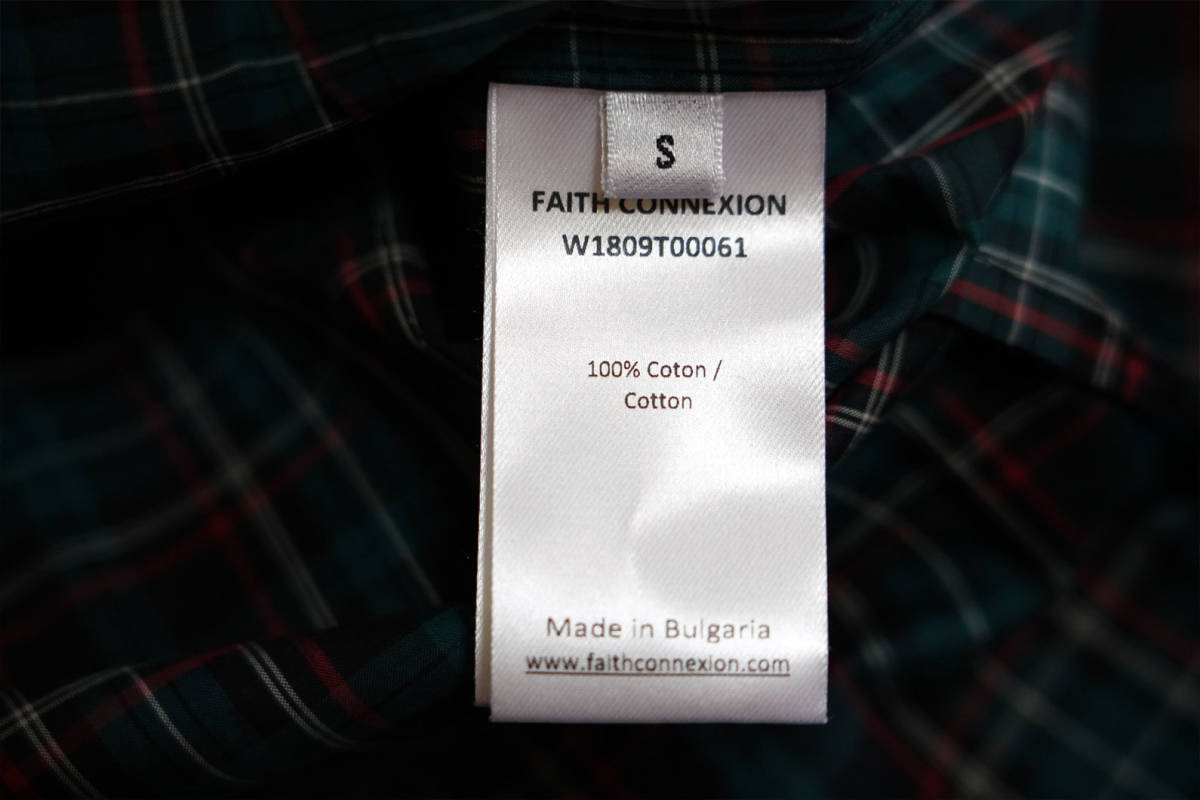 S
FAITH CONNEXION
W1809T00061
100% Coton /
Cotton
Made in Bulgaria
www.faithconnexion.com